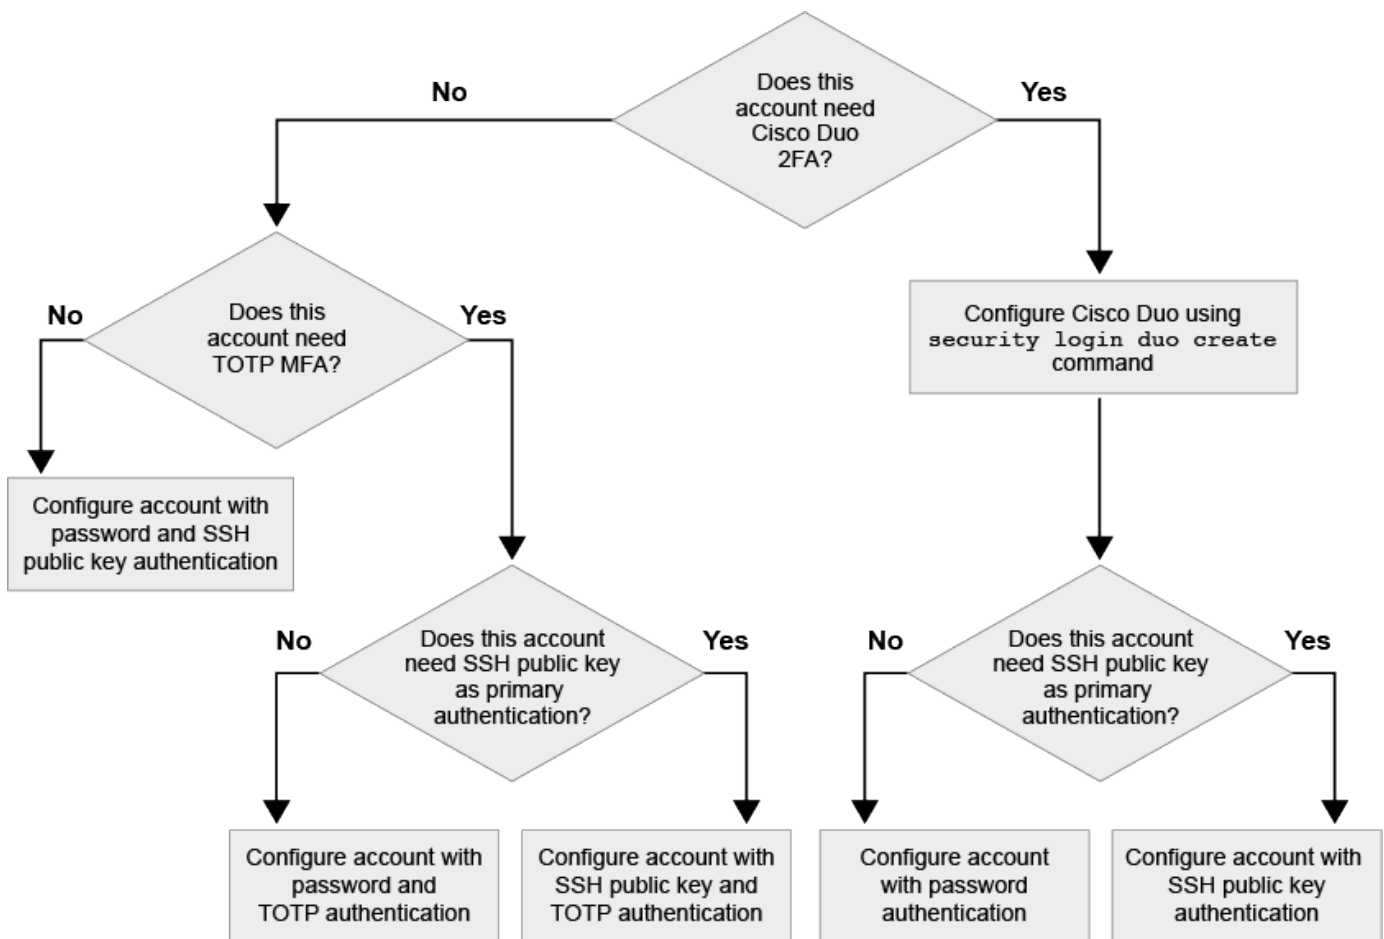 Does this
account need
Cisco Duo
2FA?
No
Yes
Does this
account need
TOTP MFA?
No
Yes
Configure Cisco Duo using
security login duo create
command
Configure account with
password and SSH
public key authentication
Does this account
need SSH public key
as primary
authentication?
No
Yes
Does this account
need SSH public key
as primary
authentication?
No
Yes
Configure account with
password and
TOTP authentication
Configure account with
SSH public key and
TOTP authentication
Configure account
with password
authentication
Configure account with
SSH public key
authentication